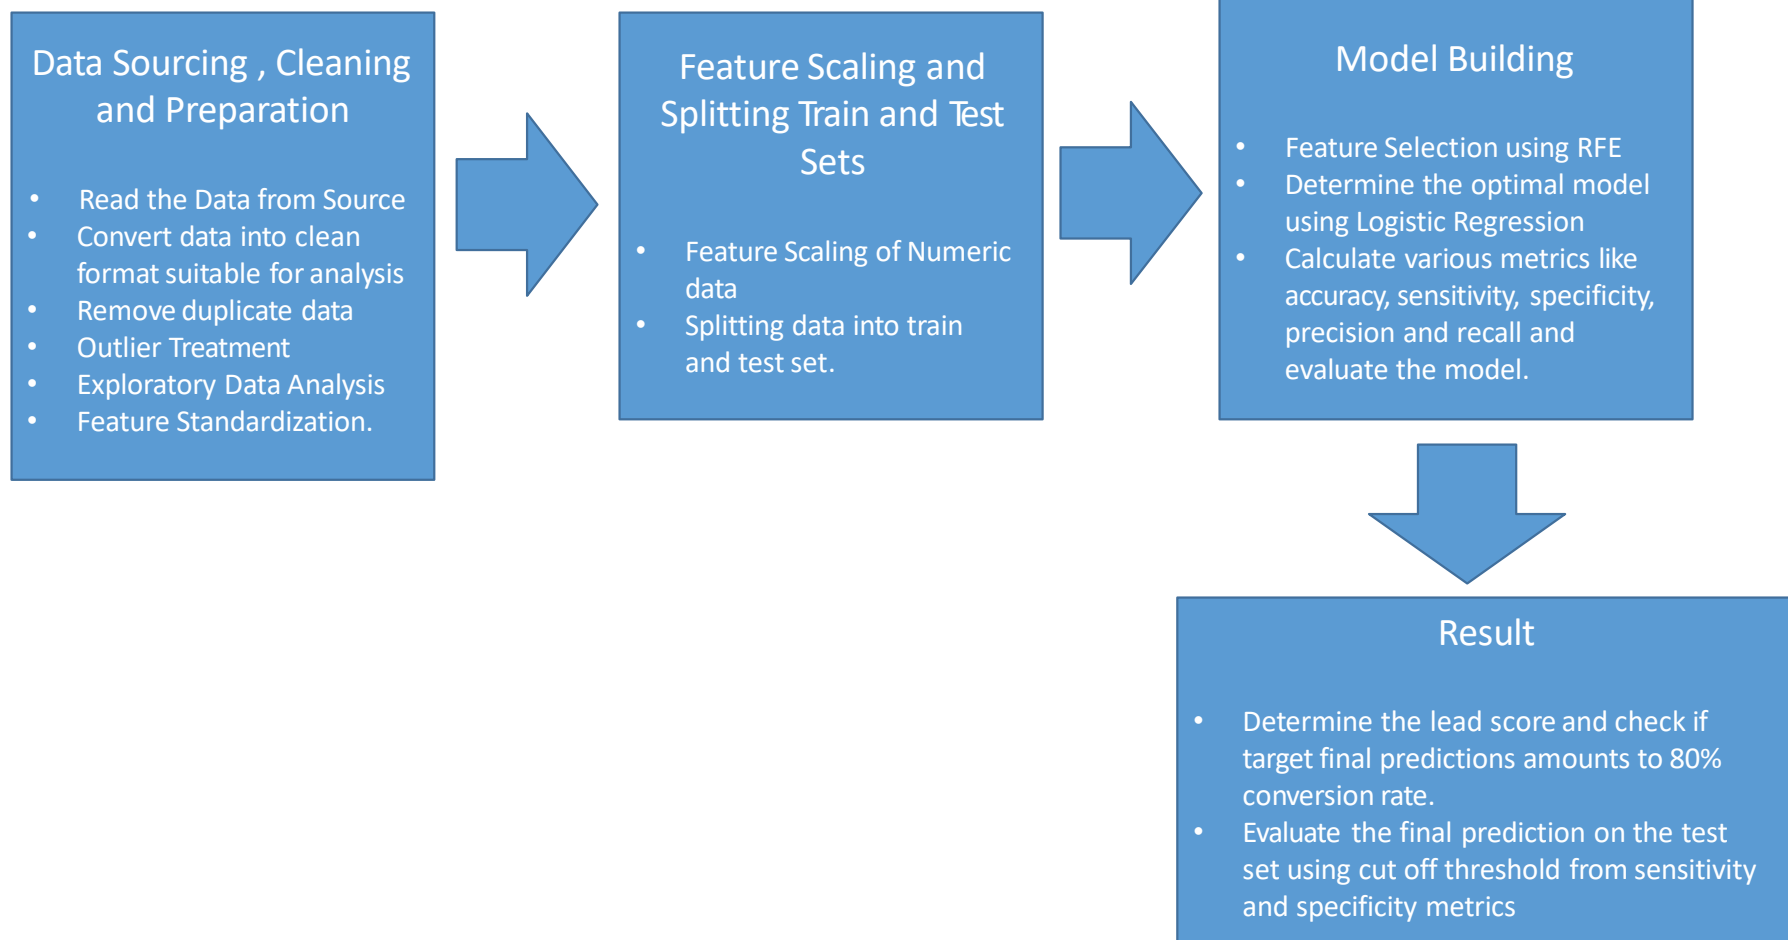 Data Sourcing , Cleaning
and Preparation
• Read the Data from Source
• Convert data into clean
format suitable for analysis
• Remove duplicate data
• Outlier Treatment
• Exploratory Data Analysis
• Feature Standardization.
Feature Scaling and
Splitting Train and Test
Sets
• Feature Scaling of Numeric
data
• Splitting data into train
and test set.
Model Building
• Feature Selection using RFE
• Determine the optimal model
using Logistic Regression
• Calculate various metrics like
accuracy, sensitivity, specificity,
precision and recall and
evaluate the model.
Result
• Determine the lead score and check if
target final predictions amounts to 80%
conversion rate.
• Evaluate the final prediction on the test
set using cut off threshold from sensitivity
and specificity metrics